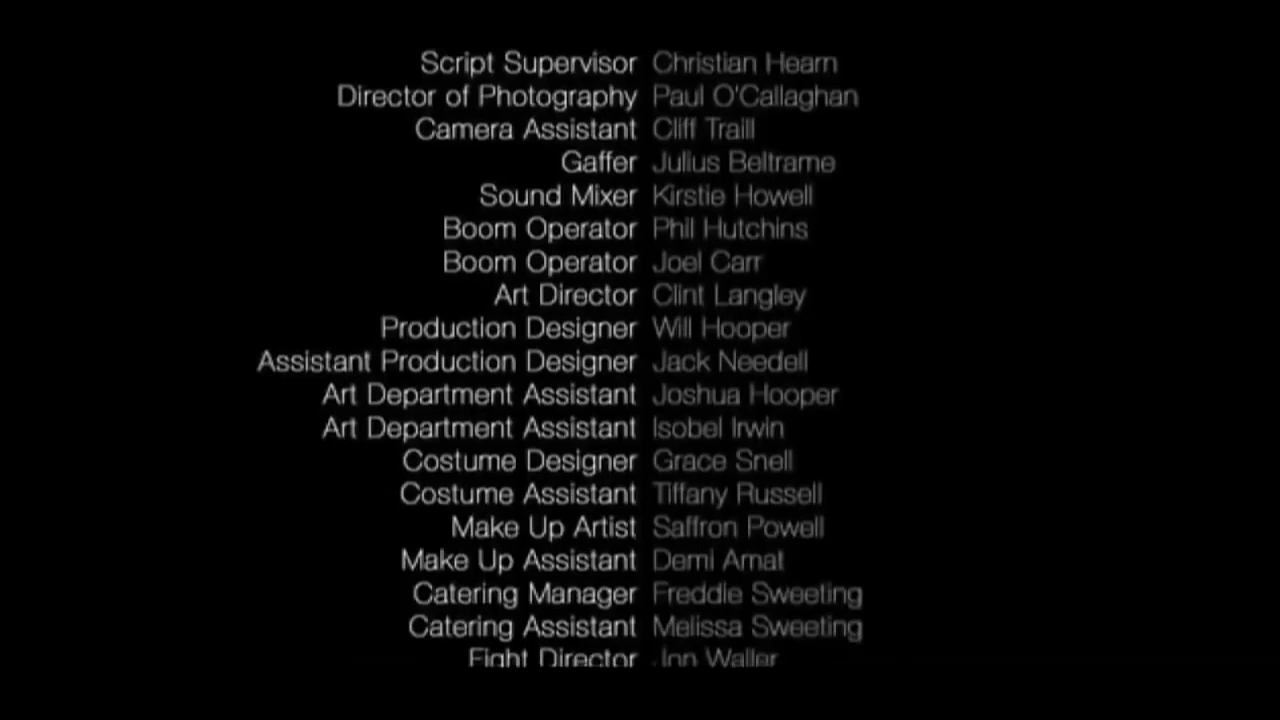 Script Supervisor Christian Hearn
Director of Photography Paul O'Callaghan
Camera Assistant Cliff Traill
Gaffer Julius Beltrame
Sound Mixer Kirstie Howell
Boom Operator Phil Hutchins
Boom Operator Joel Carr
Art Director Clint Langley
Production Designer Will Hooper
Assistant Production Designer Jack Needell
Art Department Assistant Joshua Hooper
Art Department Assistant Isobel Irwin
Costume Designer Grace Snell
Costume Assistant Tiffany Russell
Make Up Artist Saffron Powell
Make Up Assistant Demi Amat
Catering Manager Freddie Sweeting
Catering Assistant Melissa Sweeting
Fight Director Waller